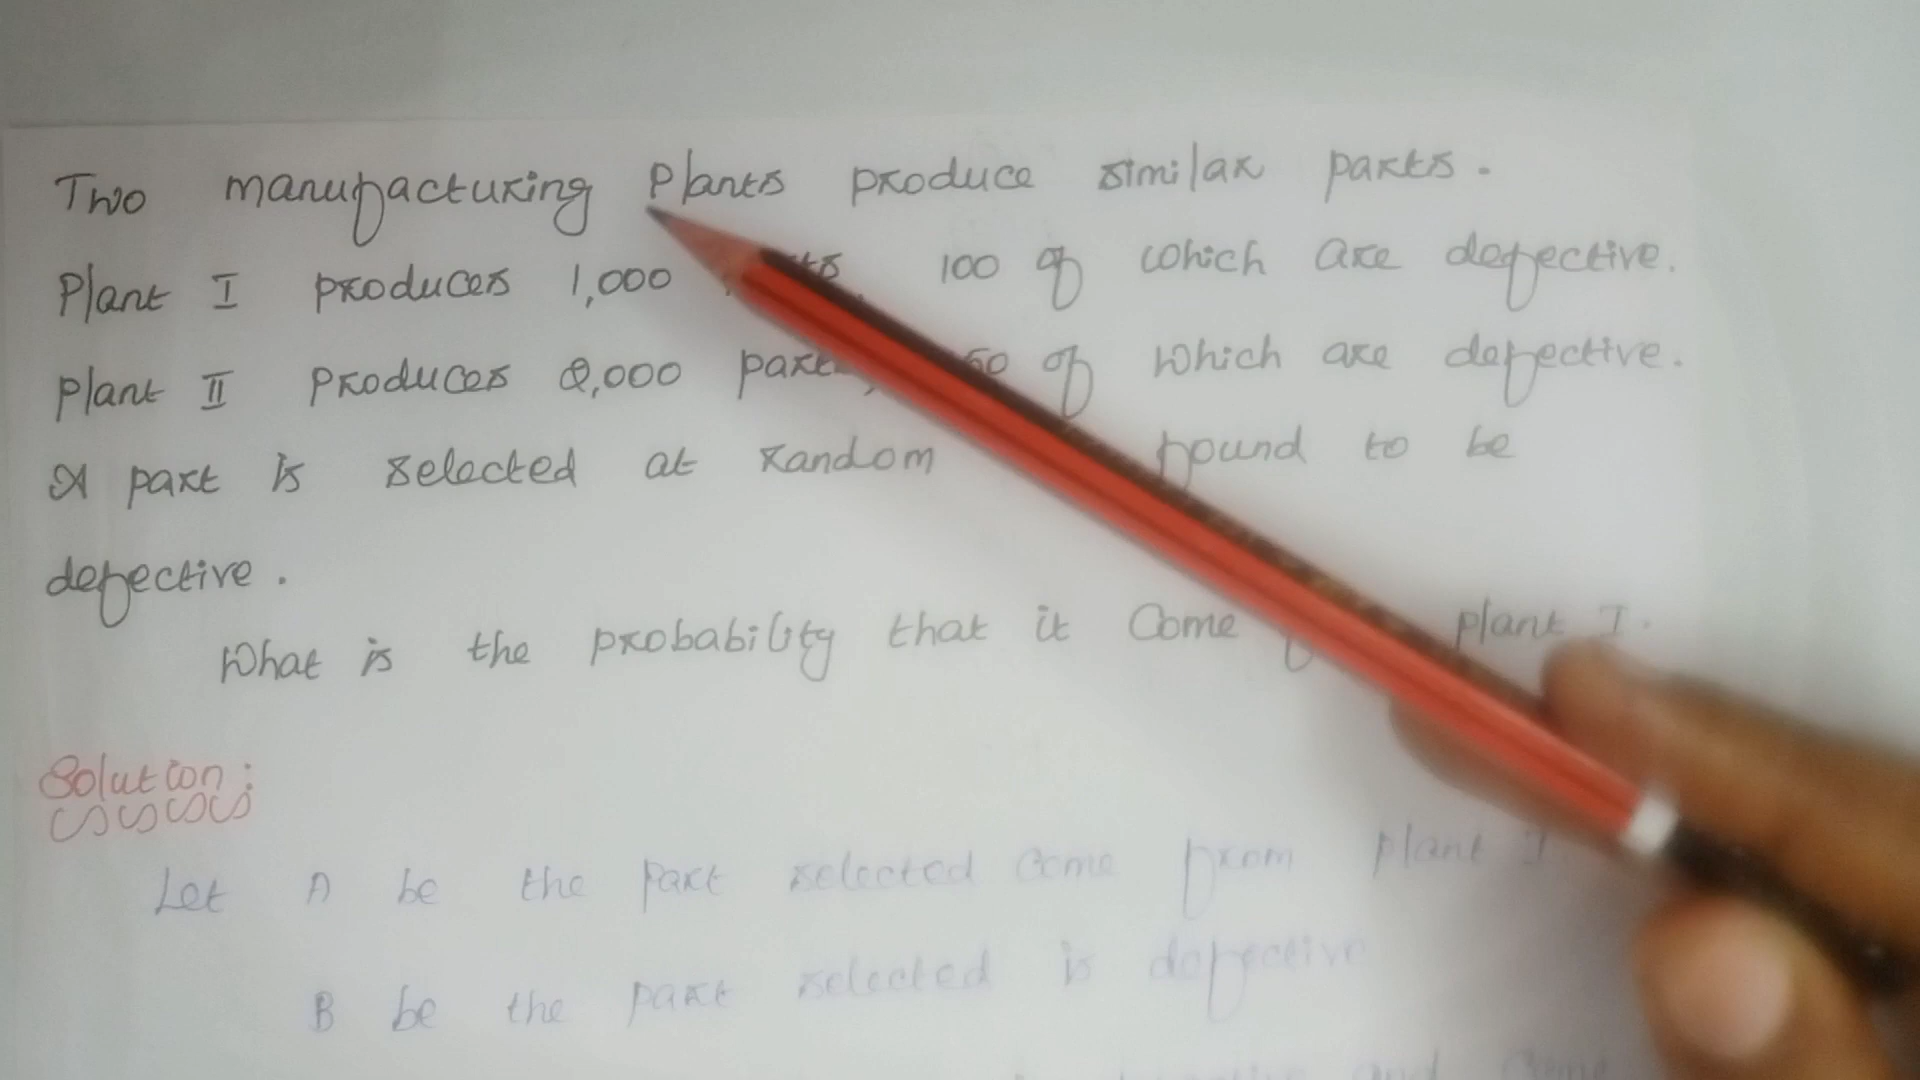 Two manufacturing Plants produce similar parts.
Plant I produces 1,000 100 of which are defective.
Plant II Produces 2,000 of which are defective.
A part is selected at random found to be
defective.
What is the probability that it Come plant I.
Solution:
Let A be the part selected Come from plant I
B be the part selected is defective
and Come